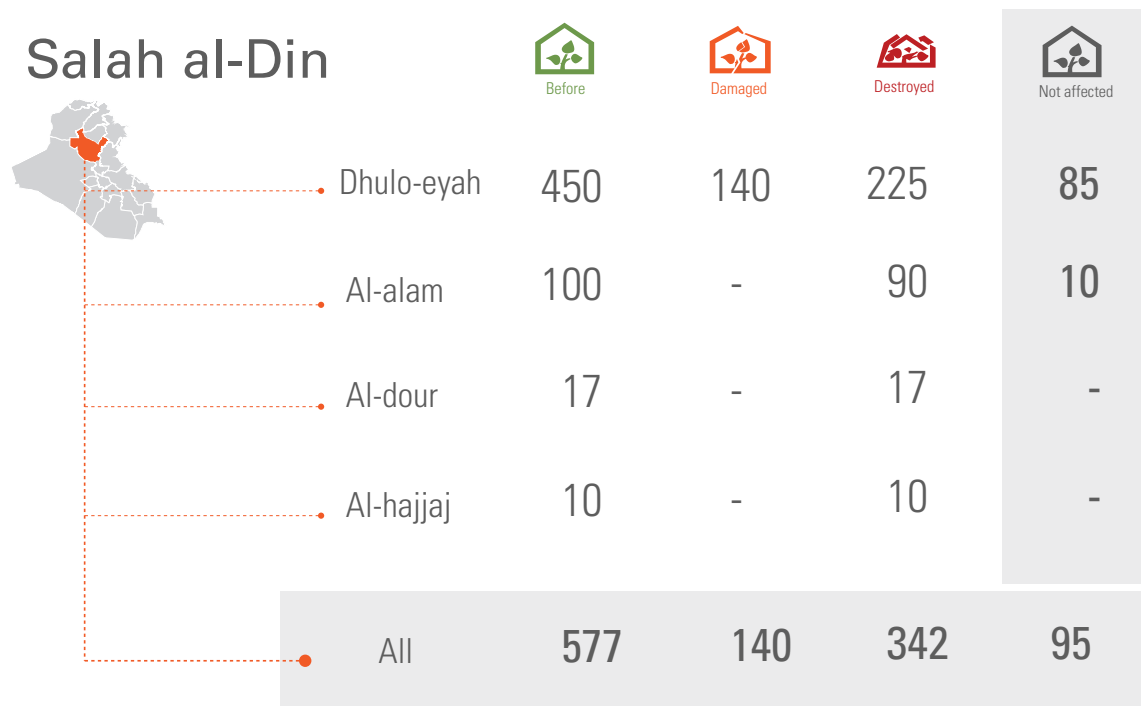 Salah al-Din
Before Damaged Destroyed Not affected
Dhulo-eyah 450 140 225 85
Al-alam 100 - 90 10
Al-dour 17 - 17 -
Al-hajjaj 10 - 10 -
All 577 140 342 95